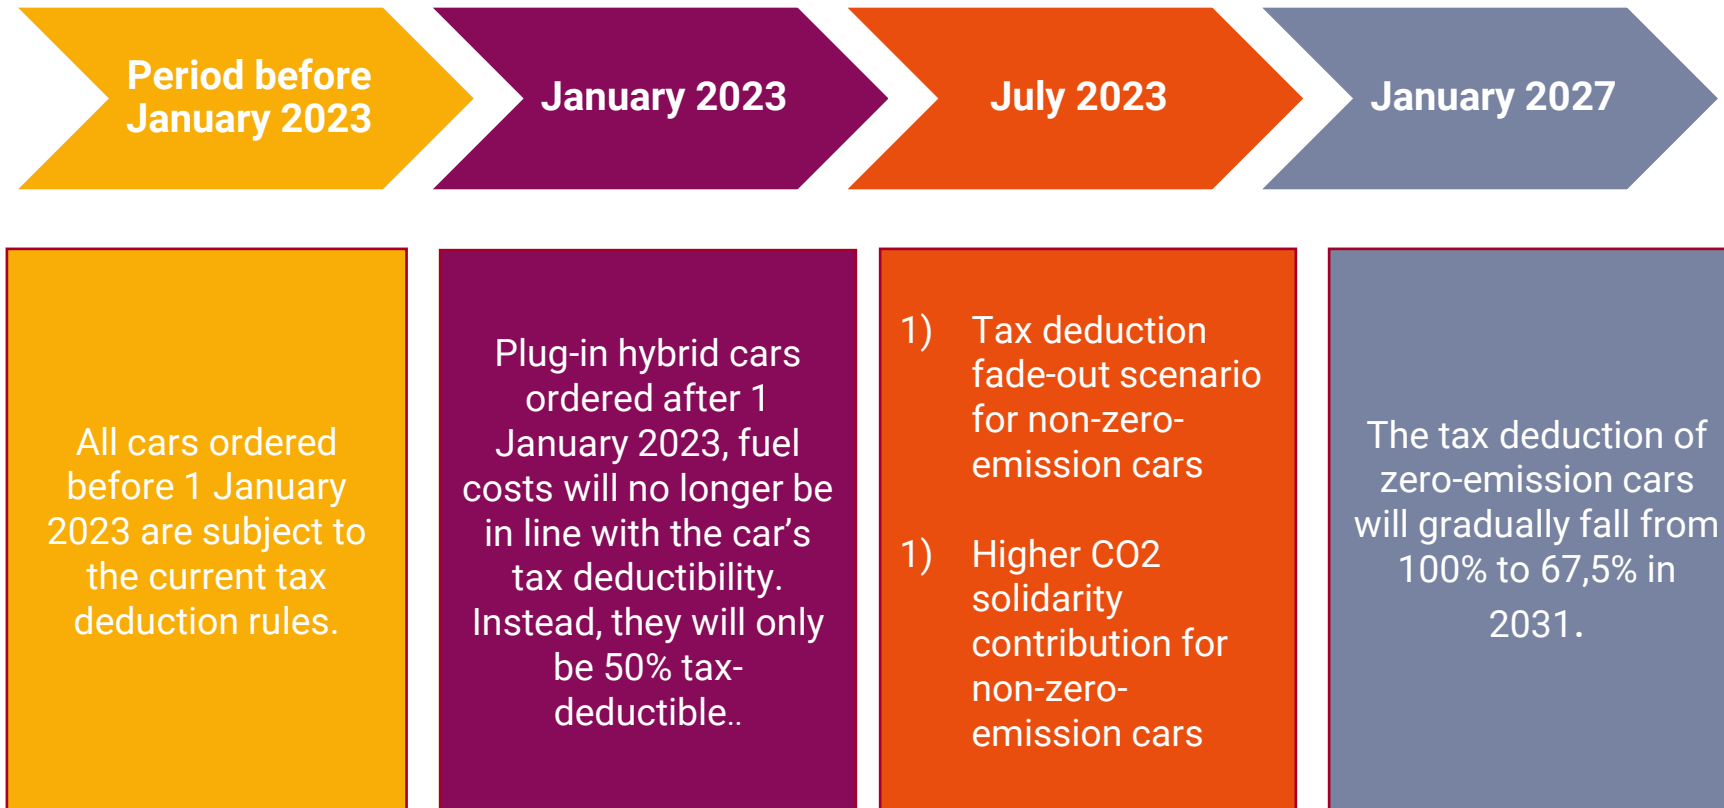 Period before
January 2023
January 2023
July 2023
January 2027
All cars ordered
before 1 January
2023 are subject to
the current tax
deduction rules.
Plug-in hybrid cars
ordered after 1
January 2023, fuel
costs will no longer be
in line with the car’s
tax deductibility.
Instead, they will only
be 50% tax-
deductible..
1) Tax deduction
fade-out scenario
for non-zero-
emission cars
1) Higher CO2
solidarity
contribution for
non-zero-
emission cars
The tax deduction of
zero-emission cars
will gradually fall from
100% to 67,5% in
2031.